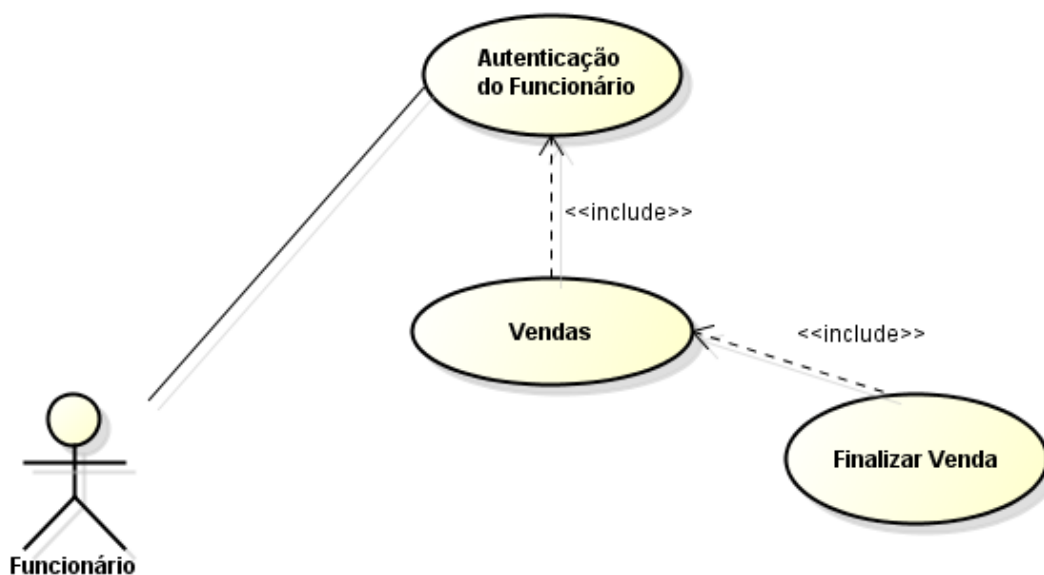 Autenticação
do Funcionário
<<include>>
Vendas
<<include>>
Finalizar Venda
Funcionário